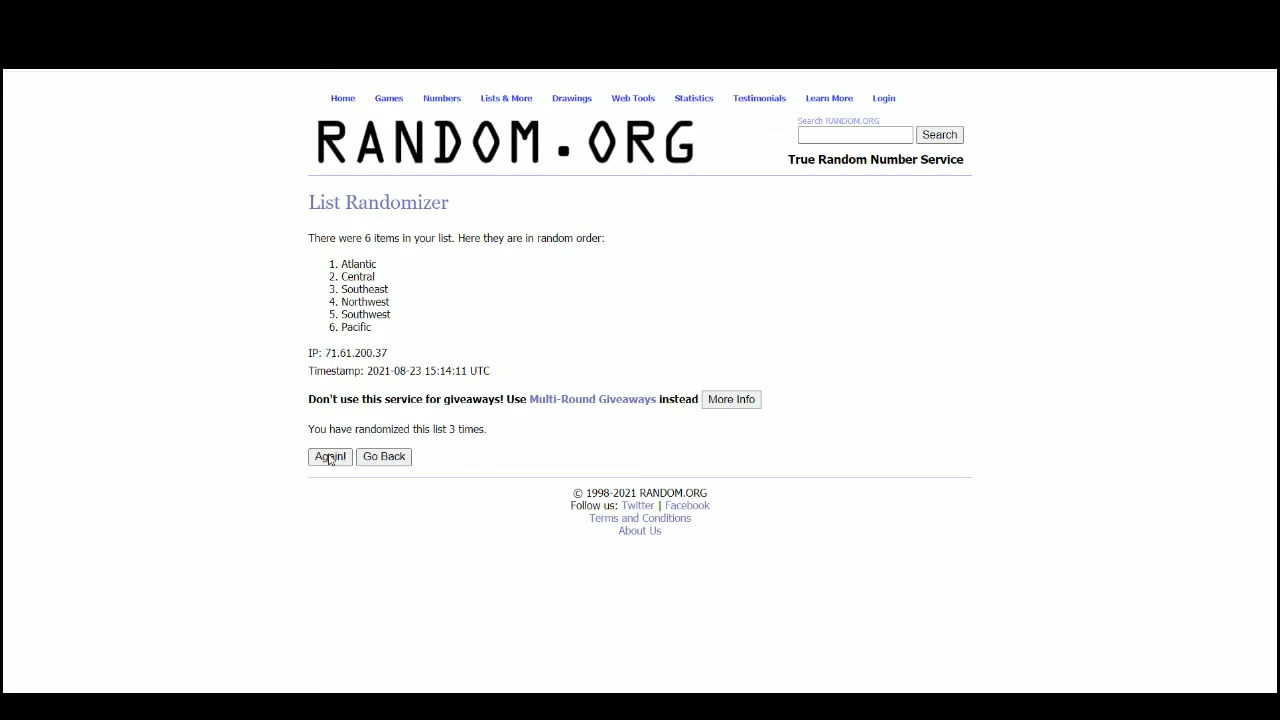 Home Games Numbers Lists & More Drawings Web Tools Statistics Testimonials Learn More Login
Search RANDOM.ORG
RANDOM.ORG
Search
True Random Number Service
List Randomizer
There were 6 items in your list. Here they are in random order:
1. Atlantic
2. Central
3. Southeast
4. Northwest
5. Southwest
6. Pacific
IP: 71.61.200.37
Timestamp: 2021-08-23 15:14:11 UTC
Don't use this service for giveaways! Use Multi-Round Giveaways instead More Info
You have randomized this list 3 times.
Again! Go Back
© 1998-2021 RANDOM.ORG
Follow us: Twitter | Facebook
Terms and Conditions
About Us